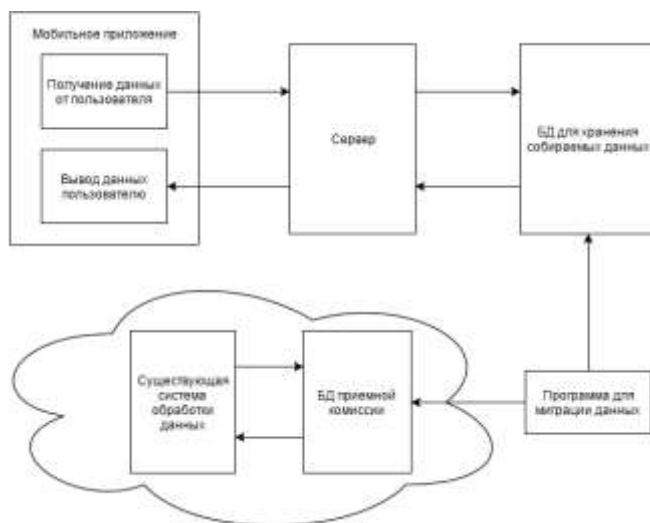 Мобильное приложение
Получение данных
от пользователя
Вывод данных
пользователю
Сервер
БД для хранения
собираемых данных
Существующая
система
обработки
данных
БД приемной
комиссии
Программа для
миграции данных